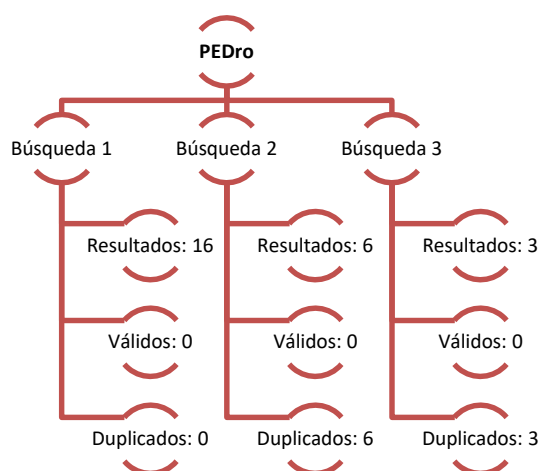 PEDro
Búsqueda 1
Búsqueda 2
Búsqueda 3
Resultados: 16
Resultados: 6
Resultados: 3
Válidos: 0
Válidos: 0
Válidos: 0
Duplicados: 0
Duplicados: 6
Duplicados: 3